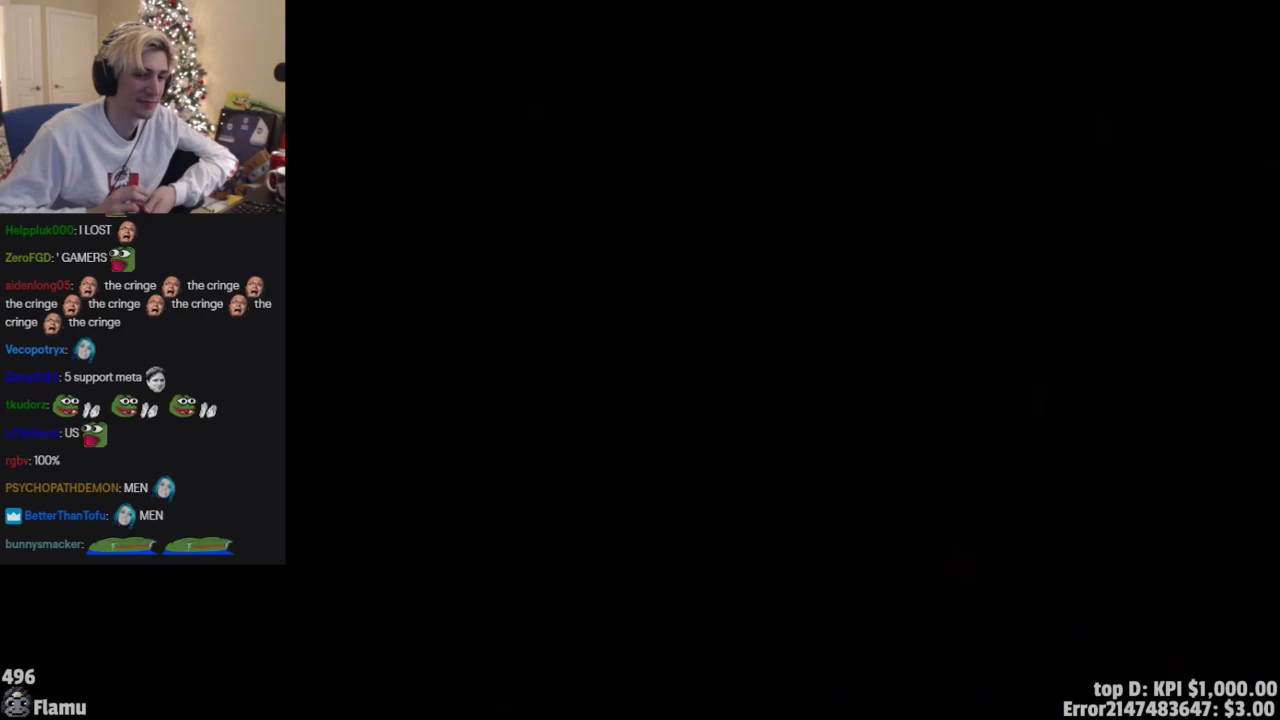 Helppluk000: I LOST
ZeroFGD: ' GAMERS
aidenlong05: the cringe the cringe
the cringe the cringe the cringe the
cringe the cringe
Vecopotryx:
: 5 support meta
tkudorz:
: US
rgbv: 100%
PSYCHOPATHDEMON: MEN
BetterThanTofu: MEN
bunnysmacker:
496
Flamu
top D: KPI $1,000.00
Error2147483647: $3.00